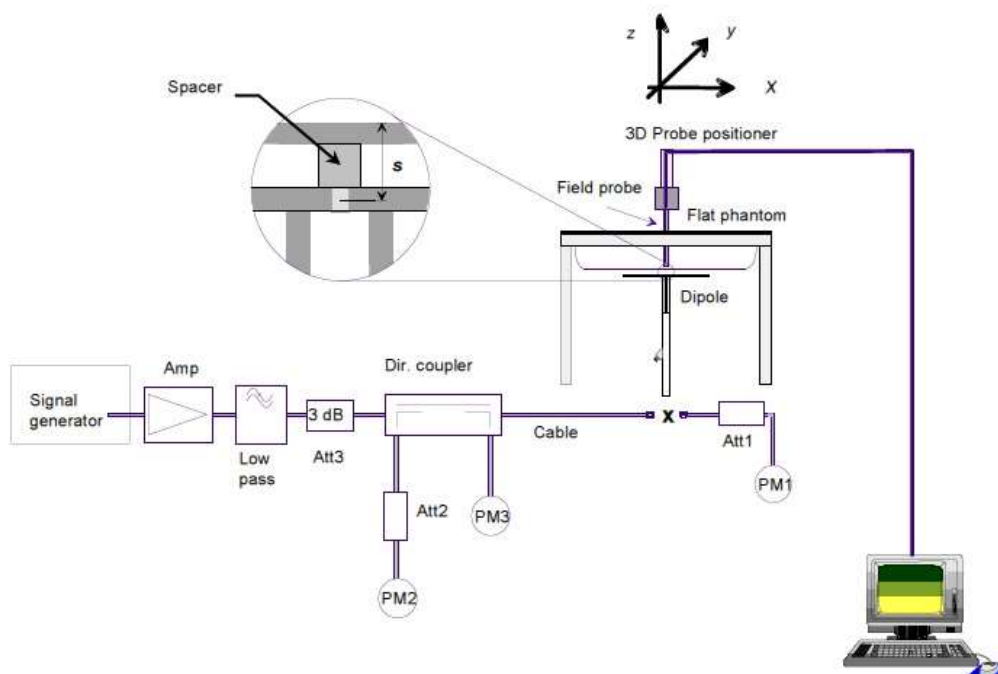 z
y
x
Spacer
s
3D Probe positioner
Field probe
Flat phantom
Dipole
Amp
Dir. coupler
Signal
generator
3 dB
Cable
x
Att1
Low
pass
Att3
PM1
Att2
PM3
PM2